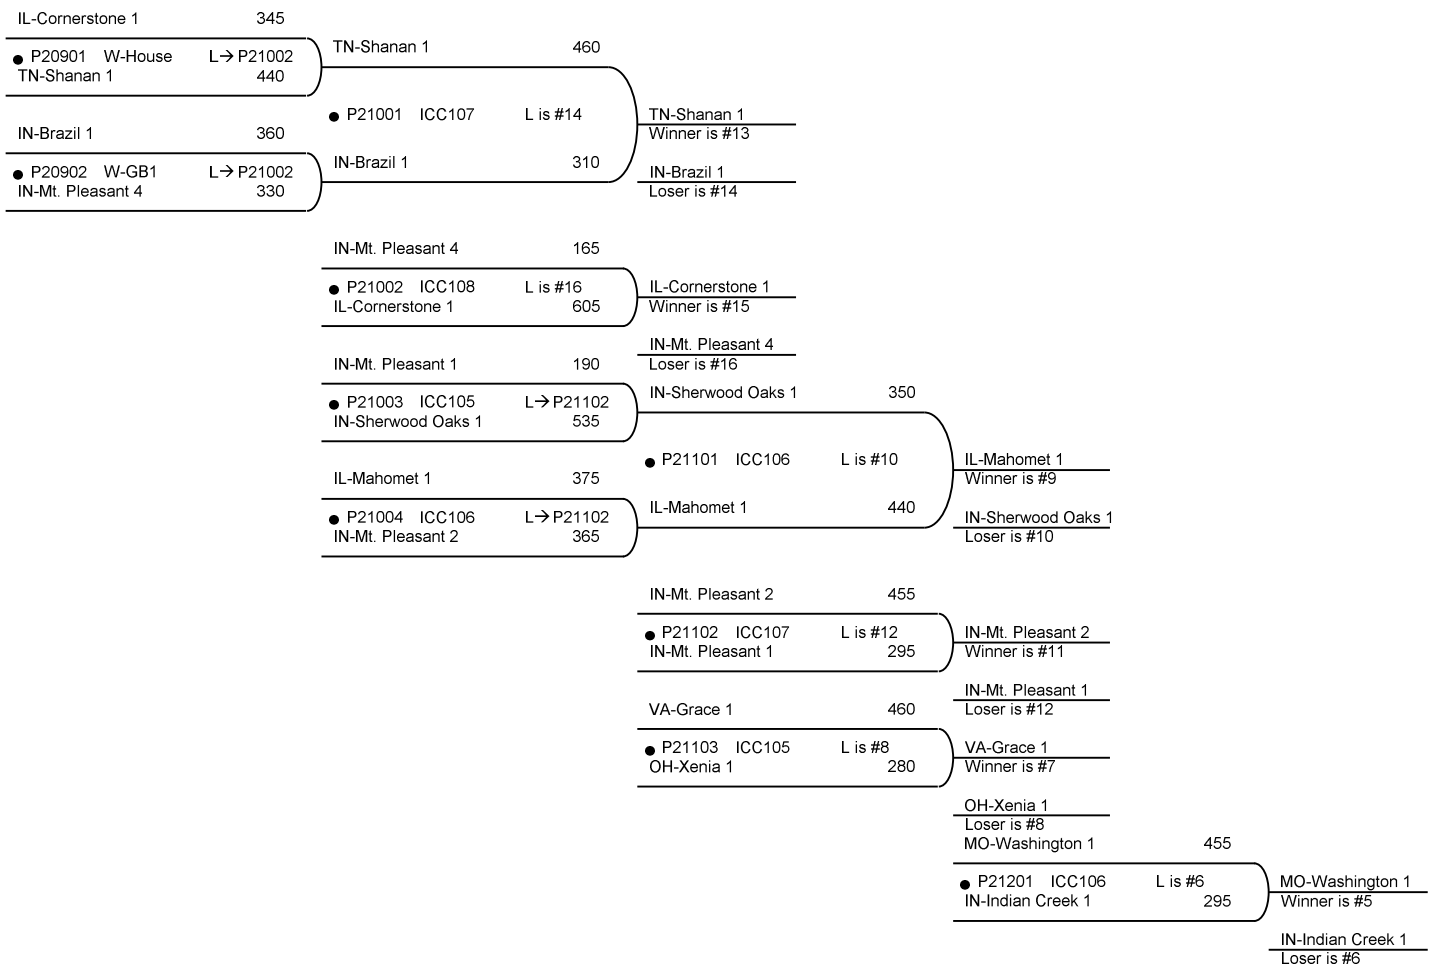 IL-Cornerstone 1 345
P20901 W-House L→ P21002
TN-Shanan 1 440
IN-Brazil 1 360
P20902 W-GB1 L→ P21002
IN-Mt. Pleasant 4 330
TN-Shanan 1 460
P21001 ICC107 L is #14
IN-Brazil 1 310
TN-Shanan 1
Winner is #13
IN-Brazil 1
Loser is #14
IN-Mt. Pleasant 4 165
P21002 ICC108 L is #16
IL-Cornerstone 1 605
IL-Cornerstone 1
Winner is #15
IN-Mt. Pleasant 4
Loser is #16
IN-Mt. Pleasant 1 190
P21003 ICC105 L→ P21102
IN-Sherwood Oaks 1 535
IL-Mahomet 1 375
P21004 ICC106 L→ P21102
IN-Mt. Pleasant 2 365
IN-Sherwood Oaks 1 350
P21101 ICC106 L is #10
IL-Mahomet 1 440
IL-Mahomet 1
Winner is #9
IN-Sherwood Oaks 1
Loser is #10
IN-Mt. Pleasant 2 455
P21102 ICC107 L is #12
IN-Mt. Pleasant 1 295
IN-Mt. Pleasant 2
Winner is #11
IN-Mt. Pleasant 1
Loser is #12
VA-Grace 1 460
P21103 ICC105 L is #8
OH-Xenia 1 280
VA-Grace 1
Winner is #7
OH-Xenia 1
Loser is #8
MO-Washington 1 455
P21201 ICC106 L is #6
IN-Indian Creek 1 295
MO-Washington 1
Winner is #5
IN-Indian Creek 1
Loser is #6